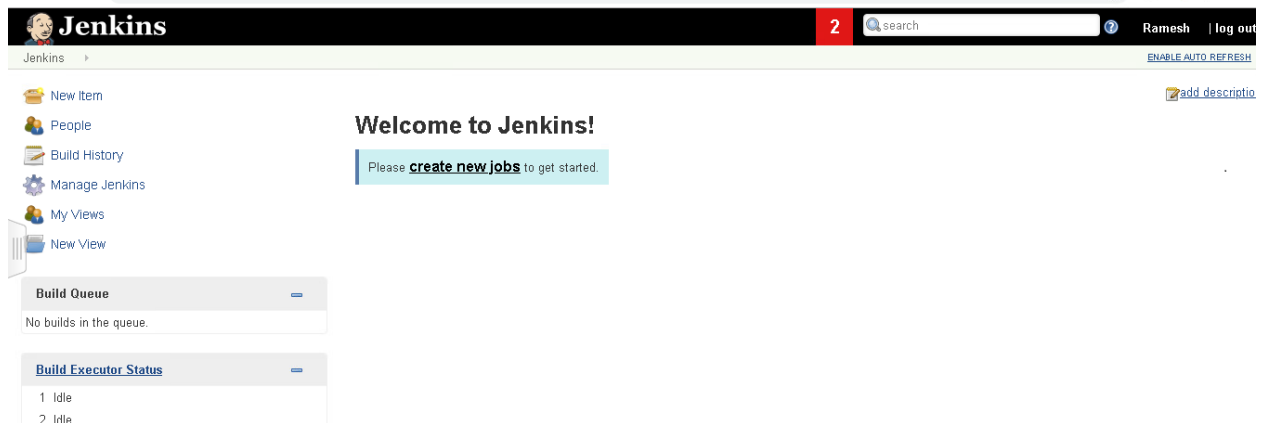 Jenkins
2
search
Ramesh | log out
Jenkins
ENABLE AUTO REFRESH
New Item
People
Build History
Manage Jenkins
My Views
New View
add descriptio
Welcome to Jenkins!
Please create new jobs to get started.
Build Queue
No builds in the queue.
Build Executor Status
1 Idle
2 Idle